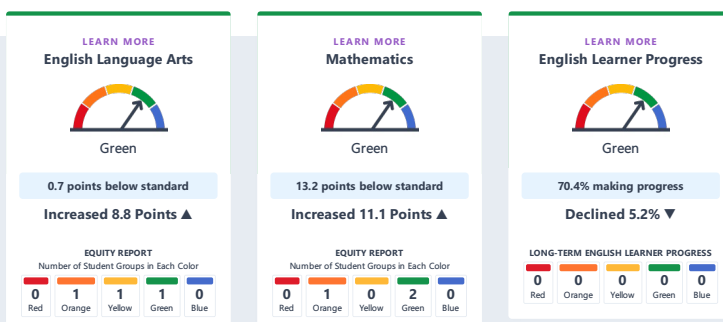 LEARN MORE
English Language Arts
Green
0.7 points below standard
Increased 8.8 Points ▲
EQUITY REPORT
Number of Student Groups in Each Color
0 1 1 1 0
Red Orange Yellow Green Blue
LEARN MORE
Mathematics
Green
13.2 points below standard
Increased 11.1 Points ▲
EQUITY REPORT
Number of Student Groups in Each Color
0 1 0 2 0
Red Orange Yellow Green Blue
LEARN MORE
English Learner Progress
Green
70.4% making progress
Declined 5.2% ▼
LONG-TERM ENGLISH LEARNER PROGRESS
0 0 0 0 0
Red Orange Yellow Green Blue